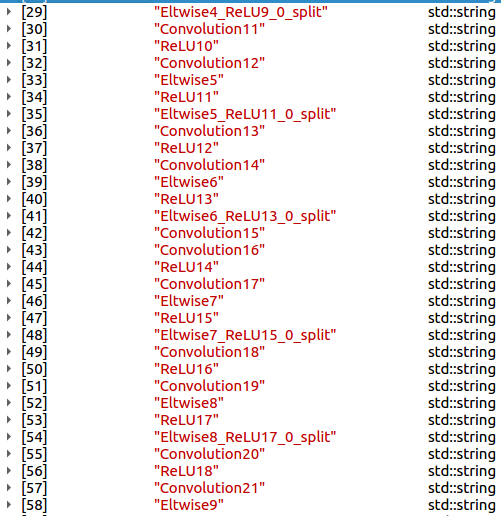 [29] "Eltwise4_ReLU9_0_split" std::string
[30] "Convolution11" std::string
[31] "ReLU10" std::string
[32] "Convolution12" std::string
[33] "Eltwise5" std::string
[34] "ReLU11" std::string
[35] "Eltwise5_ReLU11_0_split" std::string
[36] "Convolution13" std::string
[37] "ReLU12" std::string
[38] "Convolution14" std::string
[39] "Eltwise6" std::string
[40] "ReLU13" std::string
[41] "Eltwise6_ReLU13_0_split" std::string
[42] "Convolution15" std::string
[43] "Convolution16" std::string
[44] "ReLU14" std::string
[45] "Convolution17" std::string
[46] "Eltwise7" std::string
[47] "ReLU15" std::string
[48] "Eltwise7_ReLU15_0_split" std::string
[49] "Convolution18" std::string
[50] "ReLU16" std::string
[51] "Convolution19" std::string
[52] "Eltwise8" std::string
[53] "ReLU17" std::string
[54] "Eltwise8_ReLU17_0_split" std::string
[55] "Convolution20" std::string
[56] "ReLU18" std::string
[57] "Convolution21" std::string
[58] "Eltwise9" std::string